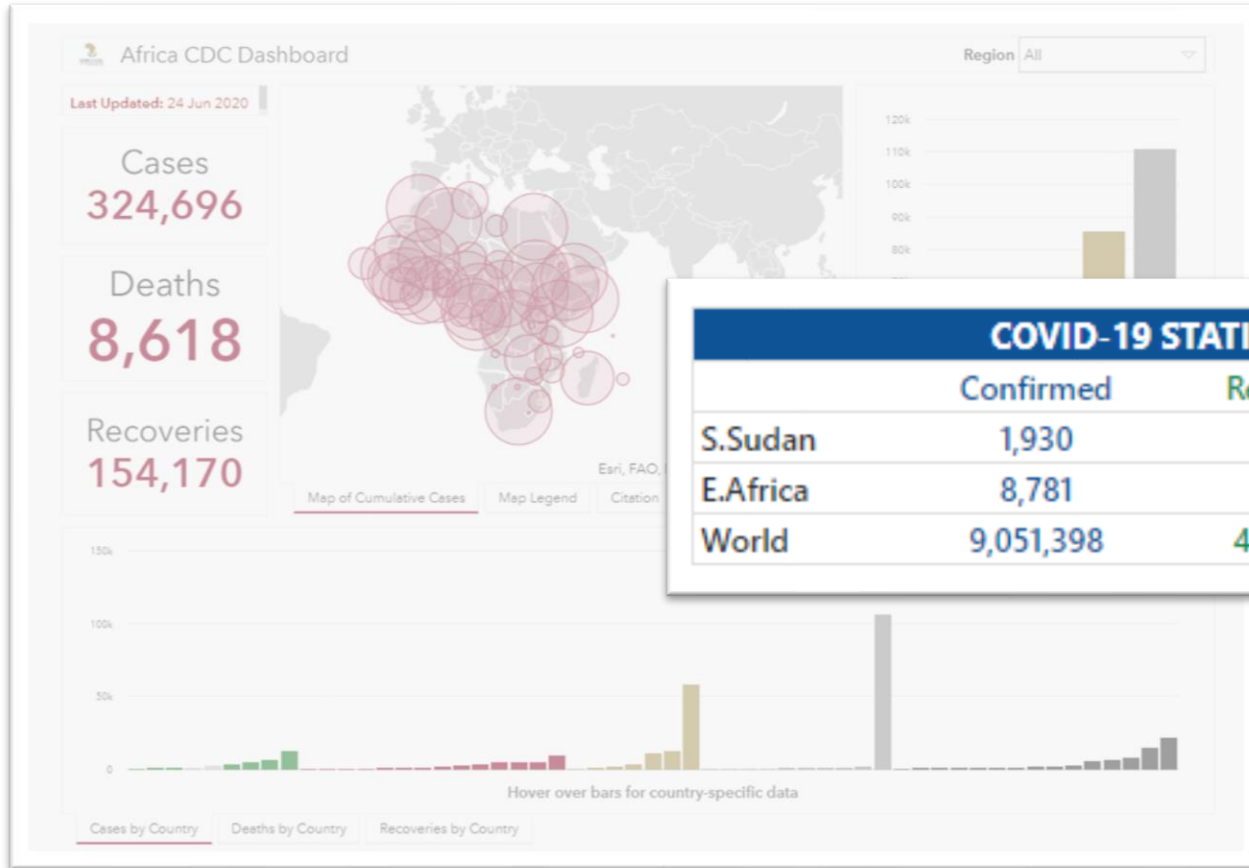 Africa CDC Dashboard
Region All
Last Updated: 24 Jun 2020
Cases
324,696
Deaths
8,618
Recoveries
154,170
Esri, FAO,
Map of Cumulative Cases Map Legend Citation
120k
110k
100k
90k
80k
COVID-19 STATI
Confirmed
S.Sudan 1,930
E.Africa 8,781
World 9,051,398 4
150k
100k
50k
0
Hover over bars for country-specific data
Cases by Country Deaths by Country Recoveries by Country